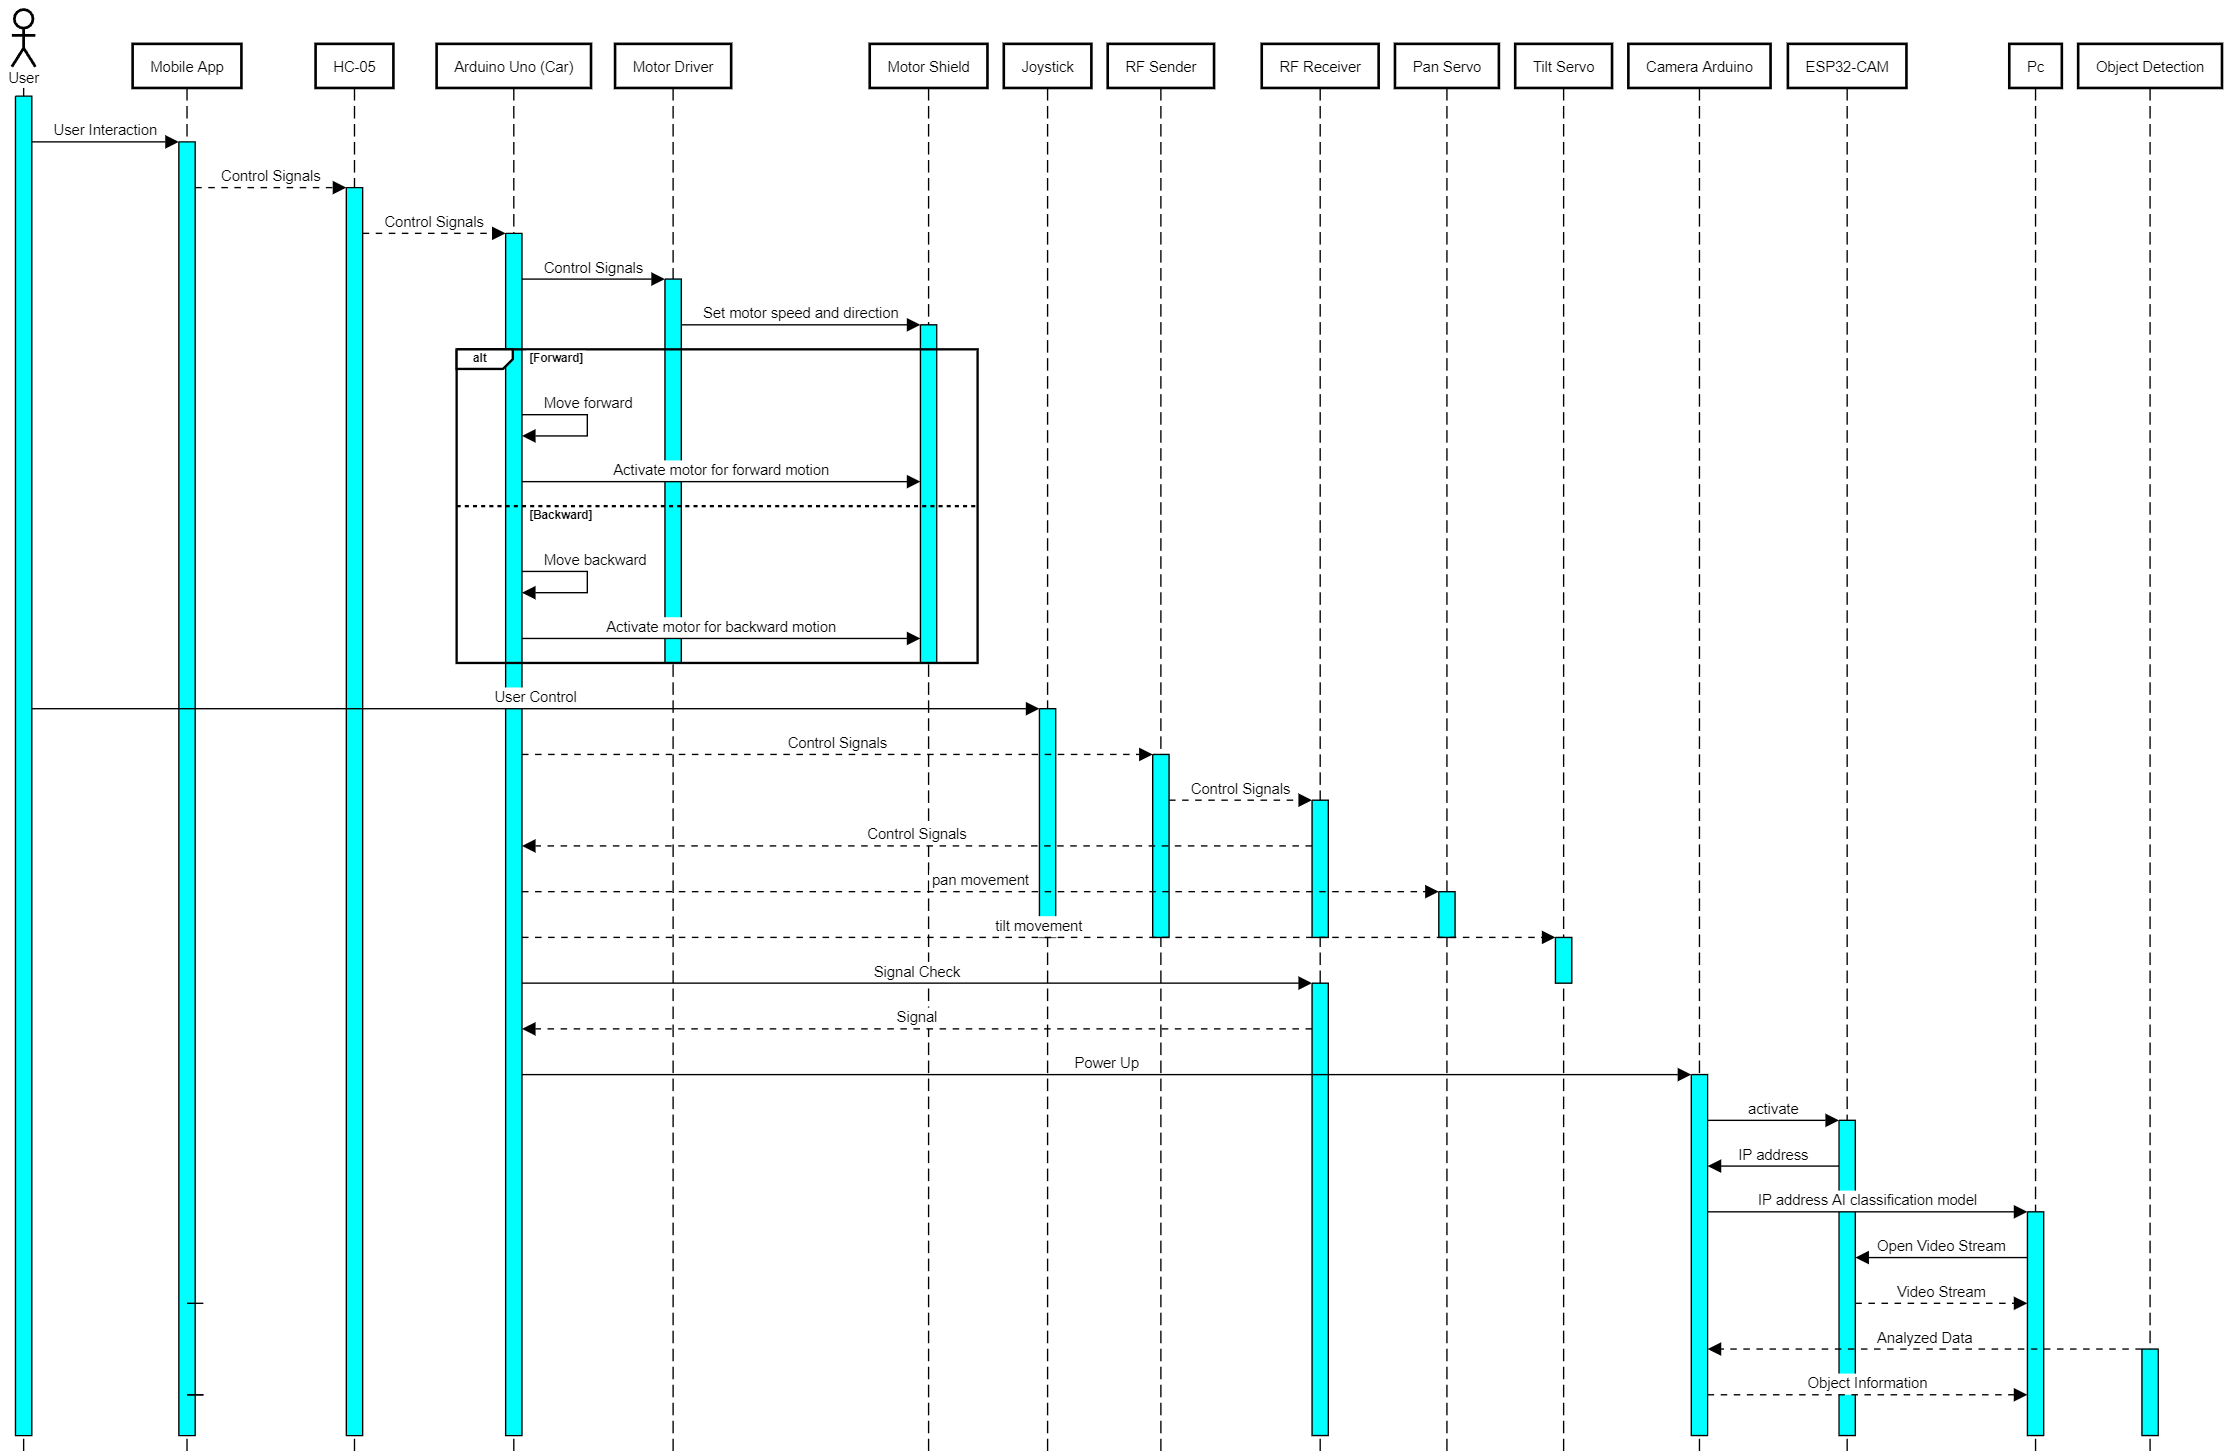 User
Mobile App
HC-05
Arduino Uno (Car)
Motor Driver
Motor Shield
Joystick
RF Sender
RF Receiver
Pan Servo
Tilt Servo
Camera Arduino
ESP32-CAM
Pc
Object Detection
User Interaction
Control Signals
Control Signals
Control Signals
Set motor speed and direction
alt
[Forward]
Move forward
Activate motor for forward motion
[Backward]
Move backward
Activate motor for backward motion
User Control
Control Signals
Control Signals
Control Signals
pan movement
tilt movement
Signal Check
Signal
Power Up
activate
IP address
IP address AI classification model
Open Video Stream
Video Stream
Analyzed Data
Object Information